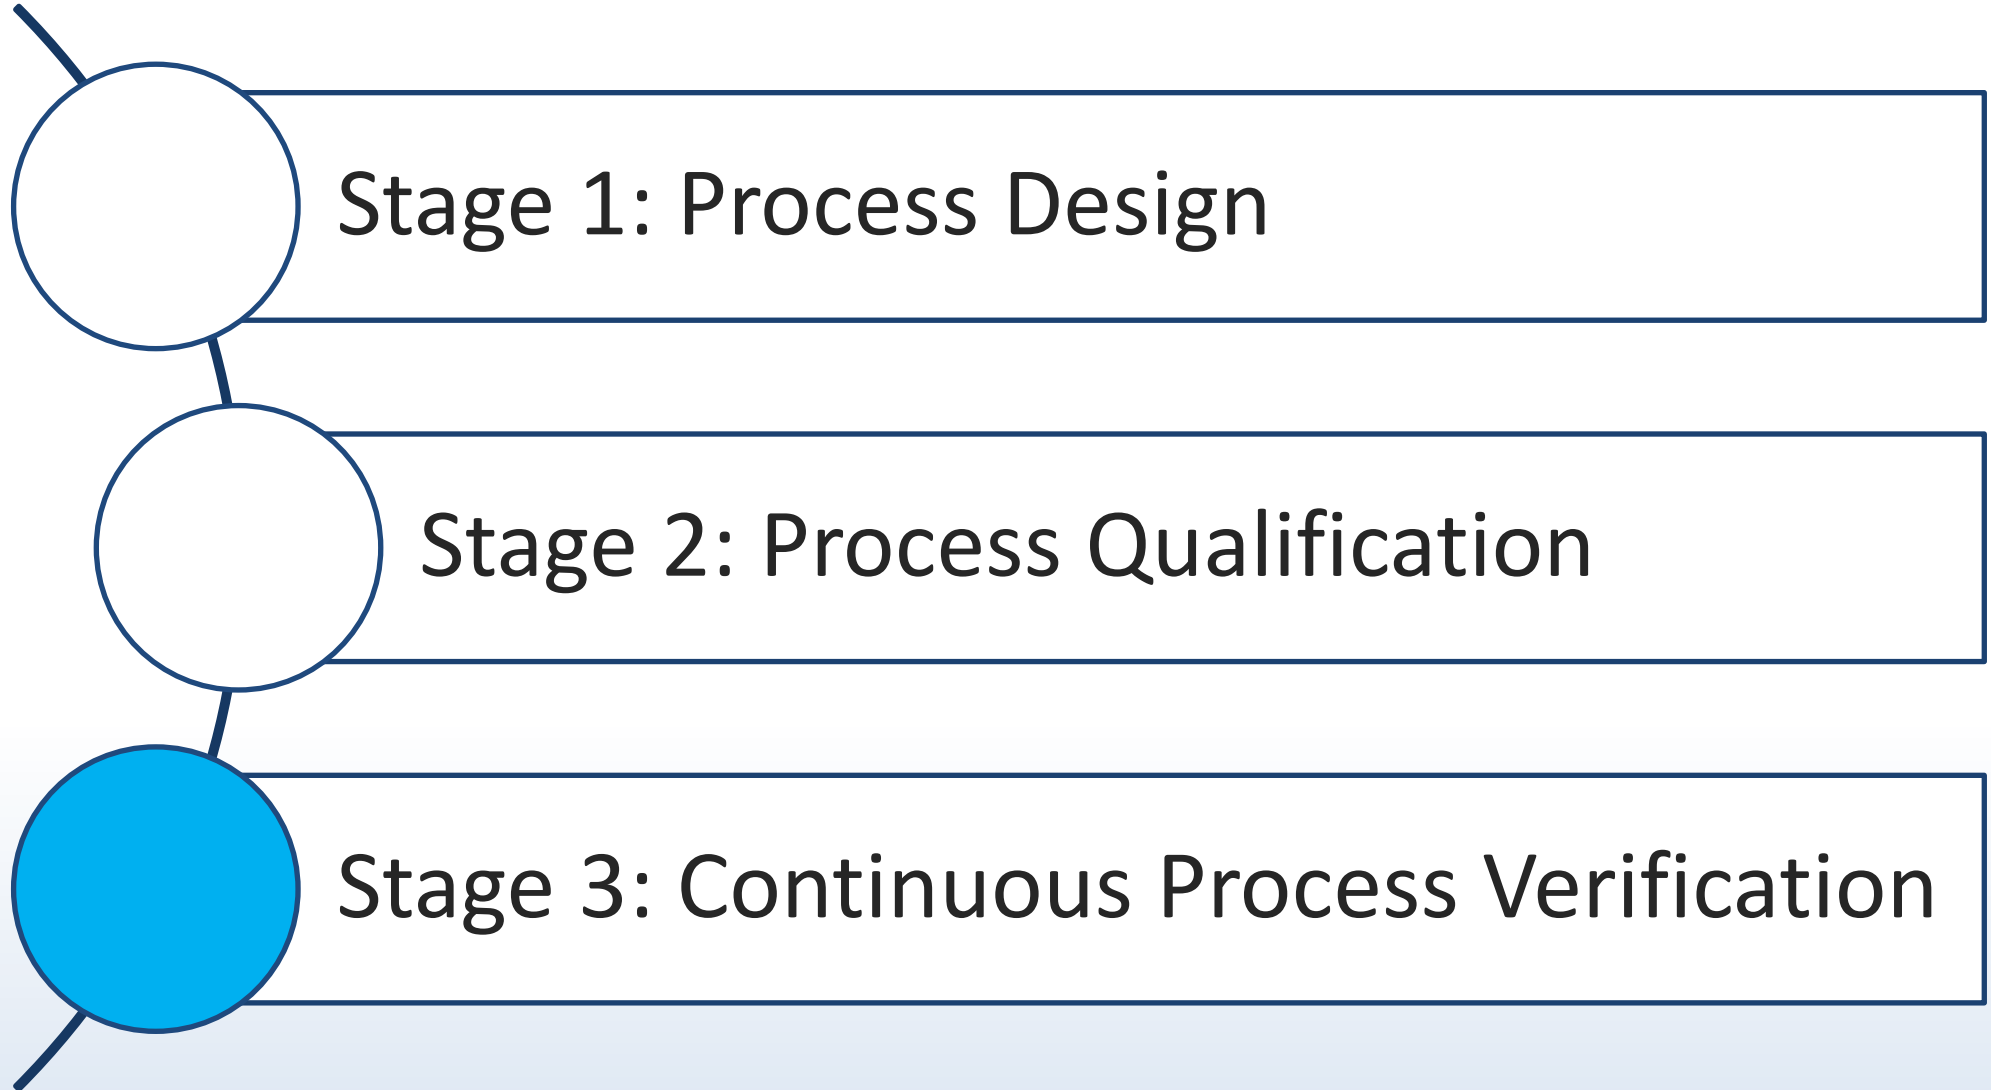 Stage 1: Process Design
Stage 2: Process Qualification
Stage 3: Continuous Process Verification